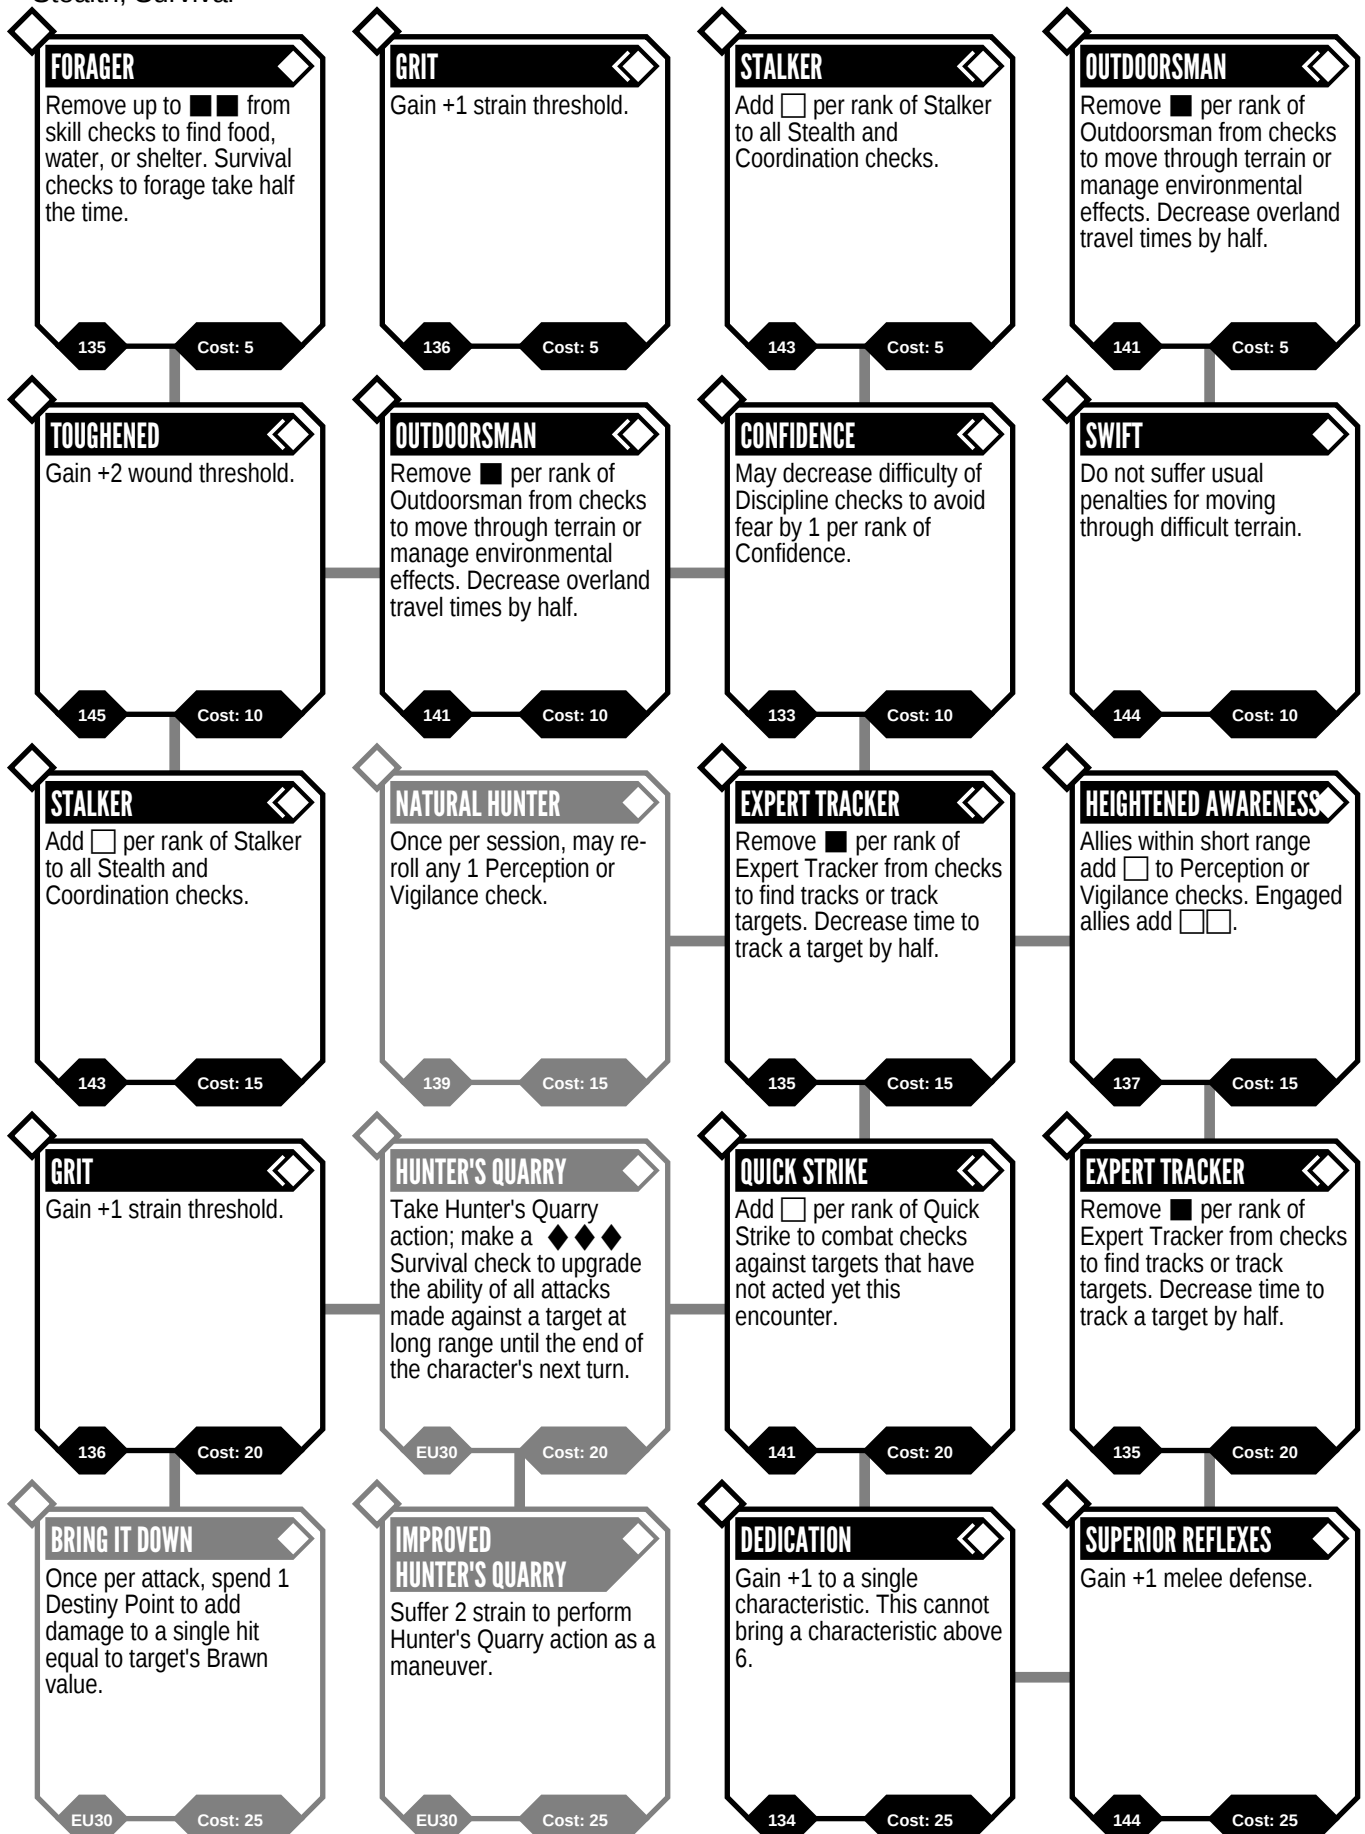 Stealth, Survival
FORAGER
Remove up to ■■ from
skill checks to find food,
water, or shelter. Survival
checks to forage take half
the time.
135
Cost: 5
GRIT
Gain +1 strain threshold.
136
Cost: 5
STALKER
Add □ per rank of Stalker
to all Stealth and
Coordination checks.
143
Cost: 5
OUTDOORSMAN
Remove ■ per rank of
Outdoorsman from checks
to move through terrain or
manage environmental
effects. Decrease overland
travel times by half.
141
Cost: 5
TOUGHENED
Gain +2 wound threshold.
145
Cost: 10
OUTDOORSMAN
Remove ■ per rank of
Outdoorsman from checks
to move through terrain or
manage environmental
effects. Decrease overland
travel times by half.
141
Cost: 10
CONFIDENCE
May decrease difficulty of
Discipline checks to avoid
fear by 1 per rank of
Confidence.
133
Cost: 10
SWIFT
Do not suffer usual
penalties for moving
through difficult terrain.
144
Cost: 10
STALKER
Add □ per rank of Stalker
to all Stealth and
Coordination checks.
143
Cost: 15
NATURAL HUNTER
Once per session, may re-
roll any 1 Perception or
Vigilance check.
139
Cost: 15
EXPERT TRACKER
Remove ■ per rank of
Expert Tracker from checks
to find tracks or track
targets. Decrease time to
track a target by half.
135
Cost: 15
HEIGHTENED AWARENESS
Allies within short range
add □ to Perception or
Vigilance checks. Engaged
allies add □□.
137
Cost: 15
GRIT
Gain +1 strain threshold.
136
Cost: 20
HUNTER'S QUARRY
Take Hunter's Quarry
action; make a ◆◆◆
Survival check to upgrade
the ability of all attacks
made against a target at
long range until the end of
the character's next turn.
EU30
Cost: 20
QUICK STRIKE
Add □ per rank of Quick
Strike to combat checks
against targets that have
not acted yet this
encounter.
141
Cost: 20
EXPERT TRACKER
Remove ■ per rank of
Expert Tracker from checks
to find tracks or track
targets. Decrease time to
track a target by half.
135
Cost: 20
BRING IT DOWN
Once per attack, spend 1
Destiny Point to add
damage to a single hit
equal to target's Brawn
value.
EU30
Cost: 25
IMPROVED
HUNTER'S QUARRY
Suffer 2 strain to perform
Hunter's Quarry action as a
maneuver.
EU30
Cost: 25
DEDICATION
Gain +1 to a single
characteristic. This cannot
bring a characteristic above
6.
134
Cost: 25
SUPERIOR REFLEXES
Gain +1 melee defense.
144
Cost: 25